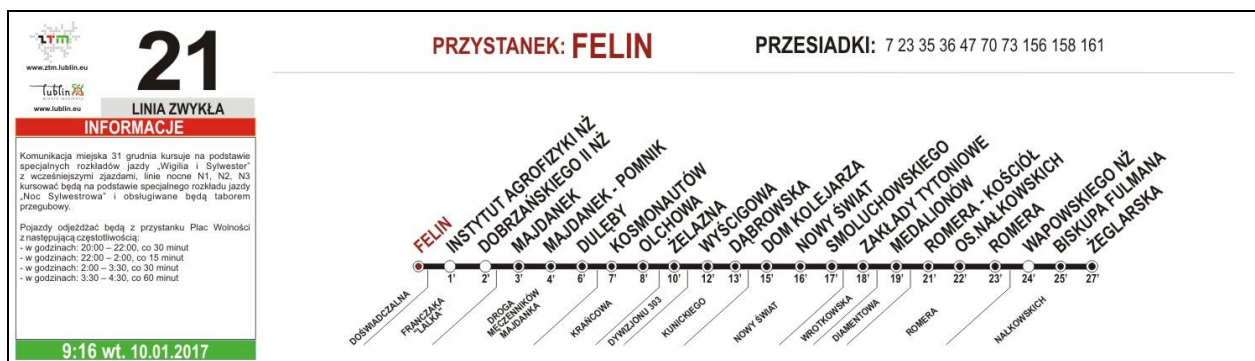 ztm
www.ztm.lublin.eu
lublin
www.lublin.eu
21
LINIA ZWYKŁA
INFORMACJE
Komunikacja miejska 31 grudnia kursuje na podstawie
specjalnych rozkładów jazdy „Wigilia i Sylwester”
z wcześniejszymi zjazdami, linie nocne N1, N2, N3
kursować będą na podstawie specjalnego rozkładu jazdy
„Noc Sylwestrowa” i obsługiwane będą taborem
przegubowym.
Pojazdy odjeżdżać będą z przystanku Plac Wolności
z następującą częstotliwością:
- w godzinach: 20:00 – 22:00, co 30 minut
- w godzinach: 22:00 – 2:00, co 15 minut
- w godzinach: 2:00 – 3:30, co 30 minut
- w godzinach: 3:30 – 4:30, co 60 minut
9:16 wt. 10.01.2017
PRZYSTANEK: FELIN
PRZESIADKI: 7 23 35 36 47 70 73 156 158 161
FELIN
INSTYTUT AGROFIZYKI NŻ
DOBRZAŃSKIEGO II NŻ
MAJDANEK
MAJDANEK - POMNIK
DULĘBY
KOSMONAUTÓW
OLCHOWA
ŻELAZNA
WYŚCIGOWA
DĄBROWSKA
DOM KOLEJARZA
NOWY ŚWIAT
SMOLUCHOWSKIEGO
ZAKŁADY TYTONIOWE
MEDALIONÓW
ROMERA - KOŚCIÓŁ
OS.NAŁKOWSKICH
ROMERA
WAPOWSKIEGO NŻ
BISKUPA FULMANA
ŻEGLARSKA
1' 2' 3' 4' 6' 7' 8' 10' 12' 13' 15' 16' 17' 18' 19' 21' 22' 23' 24' 25' 27'
DOŚWIADCZALNA
FRANCZAKA
"LALKA"
DROGA
MĘCZENNIKÓW
MAJDANKA
KRAŃCOWA
DYWIZJONU 303
KUNICKIEGO
NOWY ŚWIAT
WROTKOWSKA
DIAMENTOWA
ROMERA
NAŁKOWSKICH